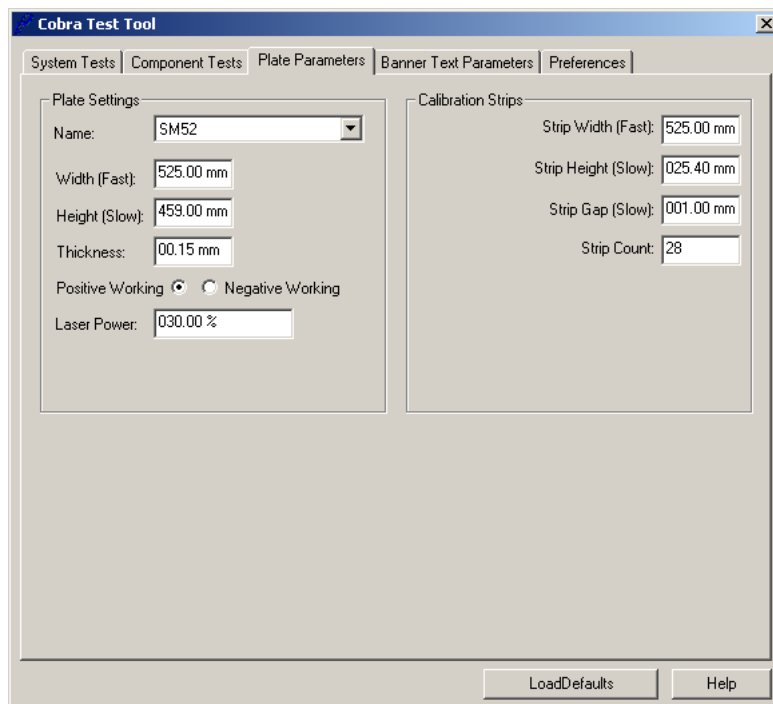 Cobra Test Tool
System Tests
Component Tests
Plate Parameters
Banner Text Parameters
Preferences
Plate Settings
Name: SM52
Width (Fast): 525.00 mm
Height (Slow): 459.00 mm
Thickness: 00.15 mm
Positive Working
Negative Working
Laser Power: 030.00 %
Calibration Strips
Strip Width (Fast): 525.00 mm
Strip Height (Slow): 025.40 mm
Strip Gap (Slow): 001.00 mm
Strip Count: 28
LoadDefaults
Help